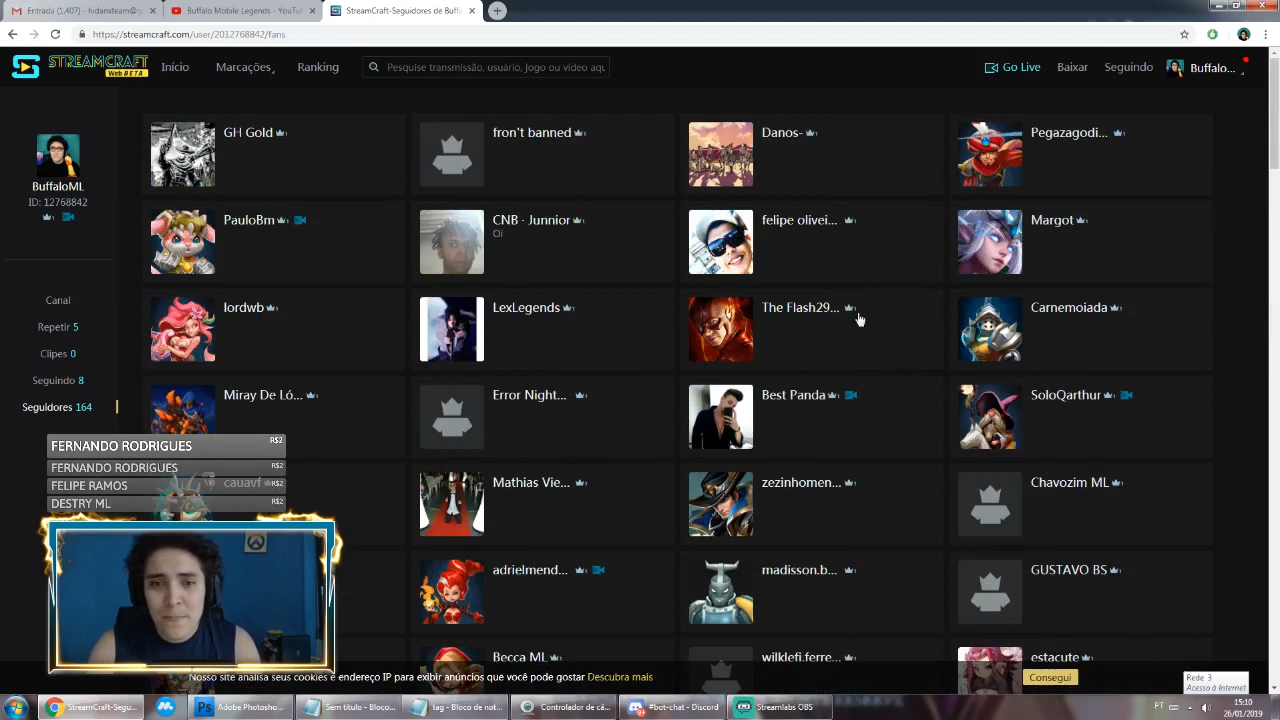 Entrada (1.407) - hidanxteam@g
Buffalo Mobile Legends - YouTu
StreamCraft-Seguidores de Buffa
https://streamcraft.com/user/2012768842/fans
STREAMCRAFT
Web BETA
Início
Marcações
Ranking
Pesquise transmissão, usuário, jogo ou vídeo aqu
Go Live
Baixar
Seguindo
Buffalo...
BuffaloML
ID: 12768842
Canal
Repetir 5
Clipes 0
Seguindo 8
Seguidores 164
GH Gold
fron't banned
Danos-
Pegazagodi...
PauloBm
CNB - Junnior
Oi
felipe olivei...
Margot
lordwb
LexLegends
The Flash29...
Carnemoiada
Miray De Ló...
Error Night...
Best Panda
SoloQarthur
cauavf
Mathias Vie...
zezinhomen...
Chavozim ML
adrielmend...
madisson.b...
GUSTAVO BS
Becca ML
wilklefi.ferre...
estacute
FERNANDO RODRIGUES R$2
FERNANDO RODRIGUES R$2
FELIPE RAMOS R$2
DESTRY ML R$2
Nosso site analisa seus cookies e endereço IP para exibir anúncios que você pode gostar Descubra mais
Consegui
Rede 3
Acesso à Internet
StreamCraft-Segu...
Adobe Photosho...
Sem título - Bloco...
tag - Bloco de not...
Controlador de câ...
#bot-chat - Discord
Streamlabs OBS
PT
15:10
26/01/2019